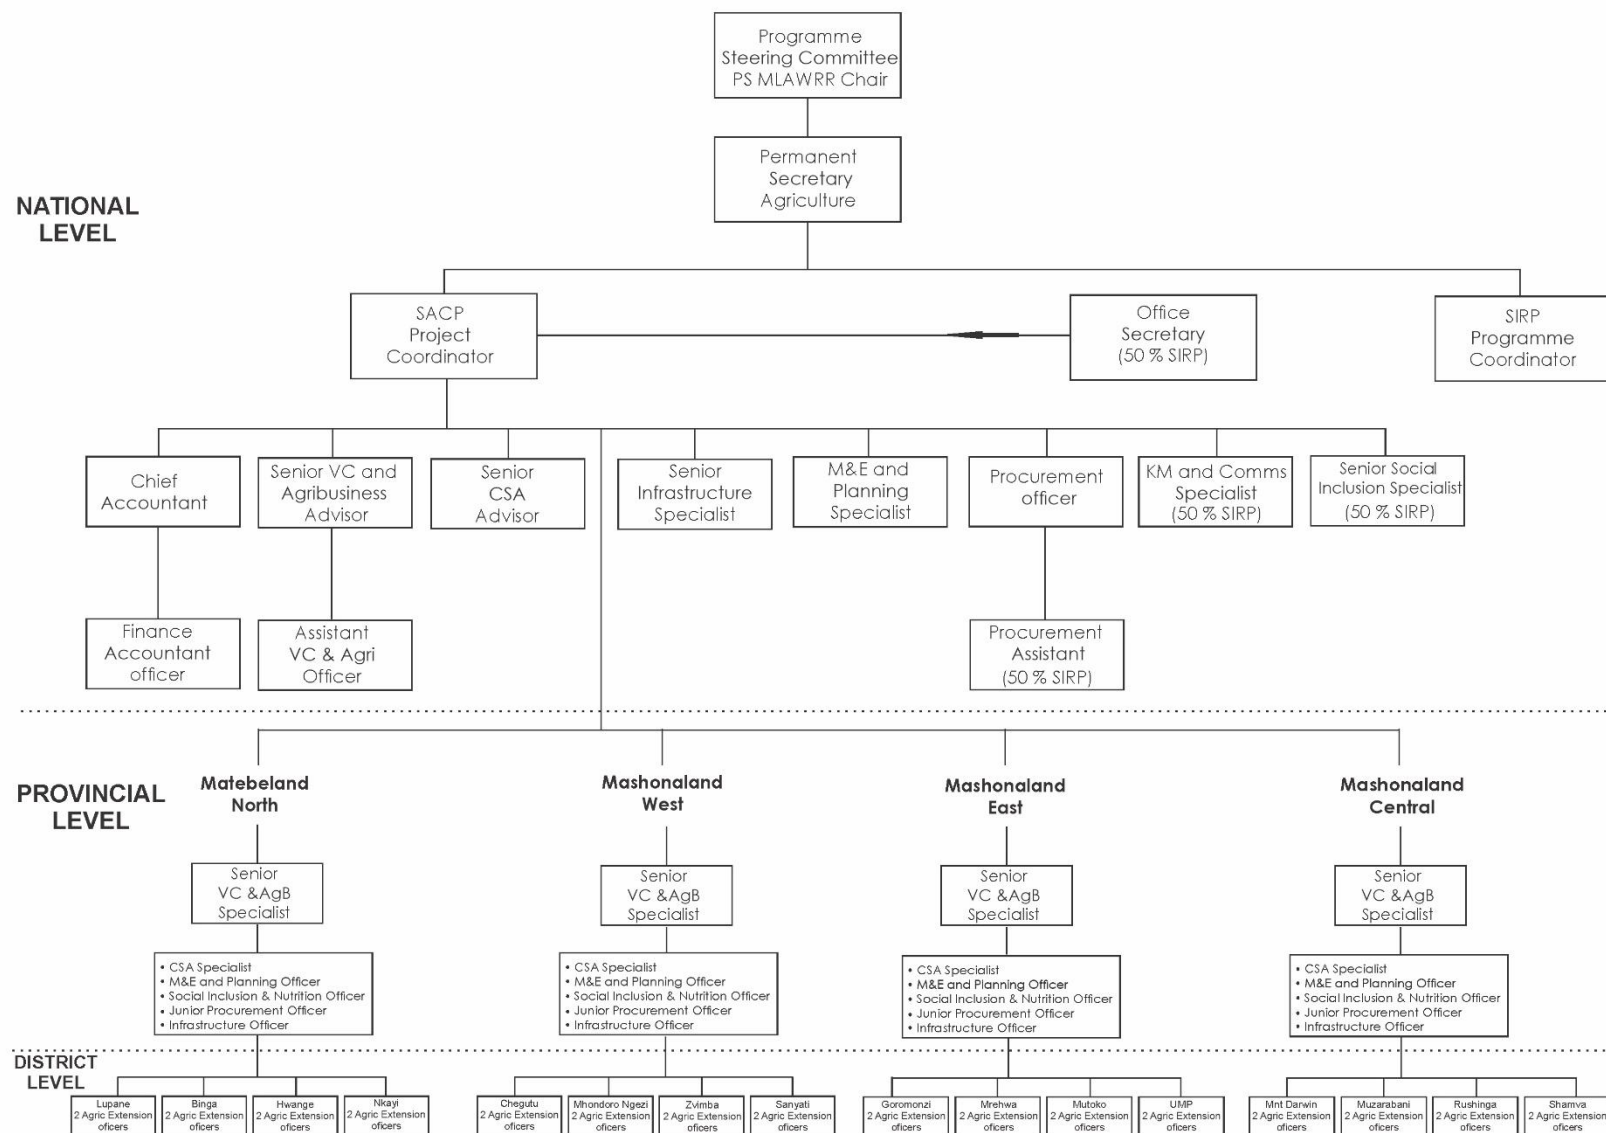 Programme
Steering Committee
PS MLAWRR Chair
Permanent
Secretary
Agriculture
NATIONAL
LEVEL
SACP
Project
Coordinator
Office
Secretary
(50 % SIRP)
SIRP
Programme
Coordinator
Chief
Accountant
Senior VC and
Agribusiness
Advisor
Senior
CSA
Advisor
Senior
Infrastructure
Specialist
M&E and
Planning
Specialist
Procurement
officer
KM and Comms
Specialist
(50 % SIRP)
Senior Social
Inclusion Specialist
(50 % SIRP)
Finance
Accountant
officer
Assistant
VC & Agri
Officer
Procurement
Assistant
(50 % SIRP)
PROVINCIAL
LEVEL
Matebeland
North
Mashonaland
West
Mashonaland
East
Mashonaland
Central
Senior
VC &AgB
Specialist
Senior
VC &AgB
Specialist
Senior
VC &AgB
Specialist
Senior
VC &AgB
Specialist
• CSA Specialist
• M&E and Planning Officer
• Social Inclusion & Nutrition Officer
• Junior Procurement Officer
• Infrastructure Officer
• CSA Specialist
• M&E and Planning Officer
• Social Inclusion & Nutrition Officer
• Junior Procurement Officer
• Infrastructure Officer
• CSA Specialist
• M&E and Planning Officer
• Social Inclusion & Nutrition Officer
• Junior Procurement Officer
• Infrastructure Officer
• CSA Specialist
• M&E and Planning Officer
• Social Inclusion & Nutrition Officer
• Junior Procurement Officer
• Infrastructure Officer
DISTRICT
LEVEL
Lupane
2 Agric Extension
oficers
Binga
2 Agric Extension
oficers
Hwange
2 Agric Extension
oficers
Nkayi
2 Agric Extension
oficers
Chegutu
2 Agric Extension
oficers
Mhondoro Ngezi
2 Agric Extension
oficers
Zvimba
2 Agric Extension
oficers
Sanyati
2 Agric Extension
oficers
Goromonzi
2 Agric Extension
oficers
Mrehwa
2 Agric Extension
oficers
Mutoko
2 Agric Extension
oficers
UMP
2 Agric Extension
oficers
Mnt Darwin
2 Agric Extension
oficers
Muzarabani
2 Agric Extension
oficers
Rushinga
2 Agric Extension
oficers
Shamva
2 Agric Extension
oficers